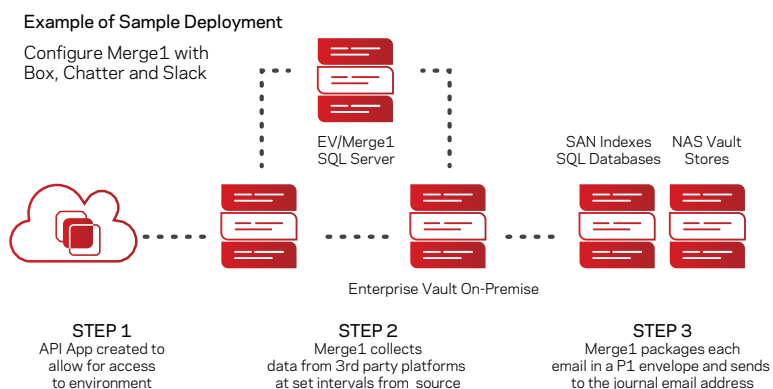 Example of Sample Deployment
Configure Merge1 with
Box, Chatter and Slack
EV/Merge1
SQL Server
SAN Indexes
SQL Databases
NAS Vault
Stores
Enterprise Vault On-Premise
STEP 1
API App created to
allow for access
to environment
STEP 2
Merge1 collects
data from 3rd party platforms
at set intervals from source
STEP 3
Merge1 packages each
email in a P1 envelope and sends
to the journal email address